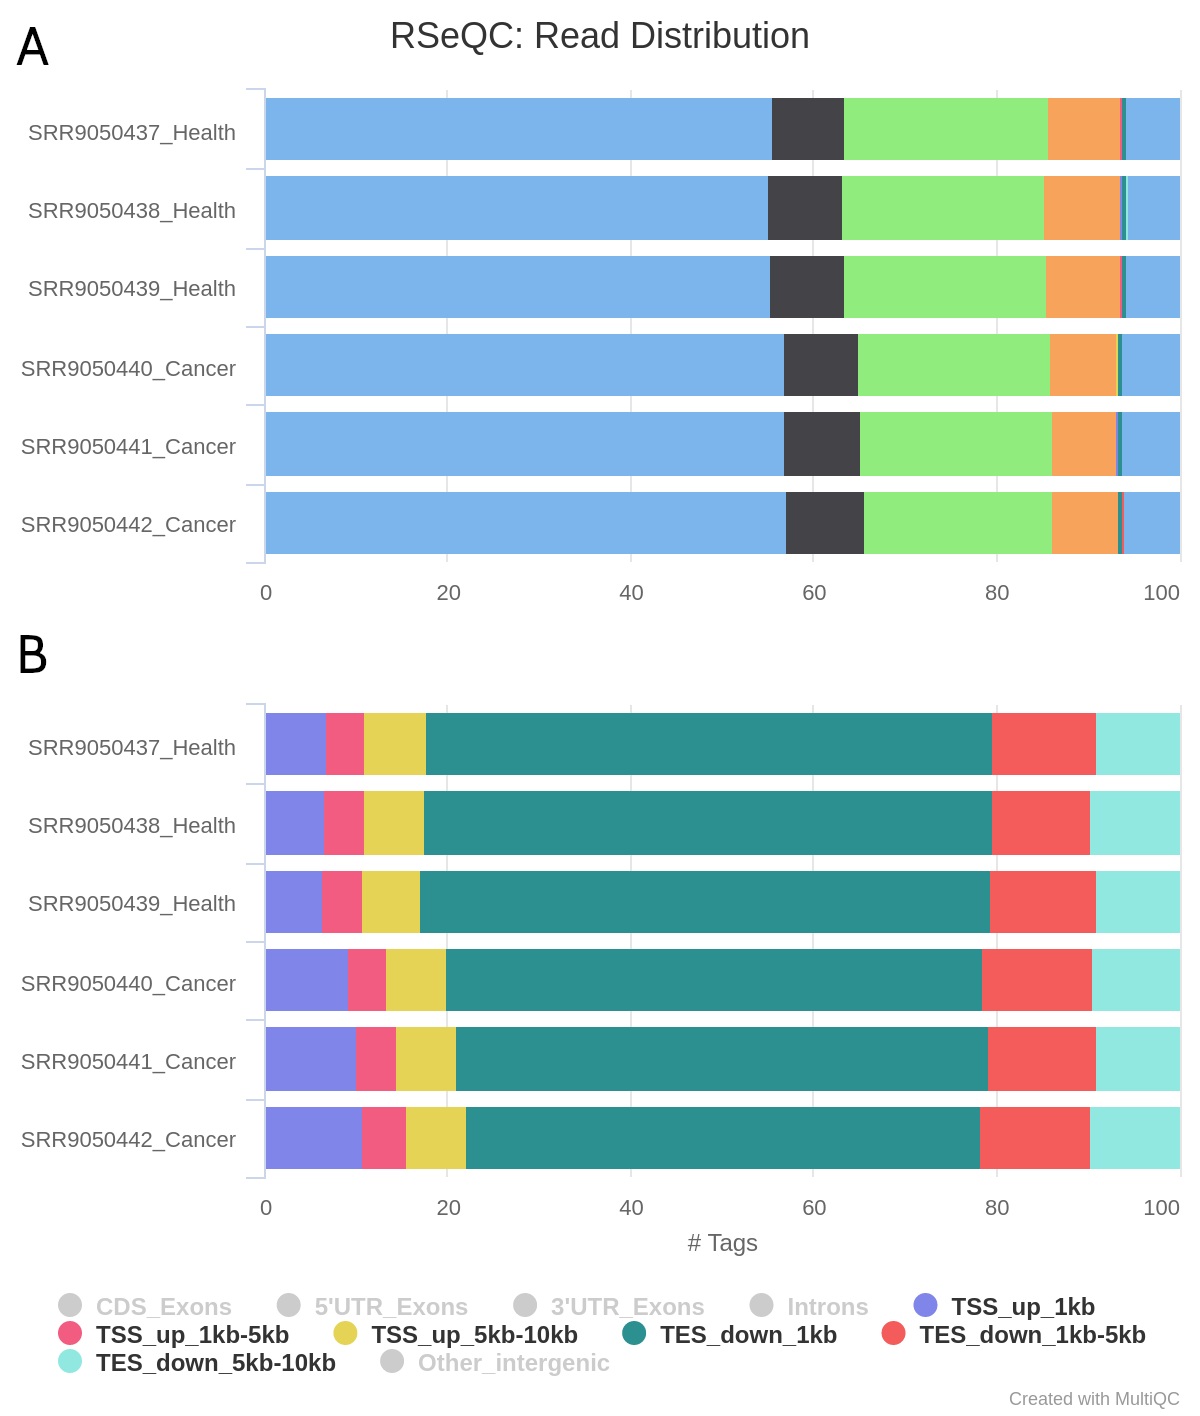 A
RSeQC: Read Distribution
SRR9050437_Health
SRR9050438_Health
SRR9050439_Health
SRR9050440_Cancer
SRR9050441_Cancer
SRR9050442_Cancer
0 20 40 60 80 100
B
SRR9050437_Health
SRR9050438_Health
SRR9050439_Health
SRR9050440_Cancer
SRR9050441_Cancer
SRR9050442_Cancer
0 20 40 60 80 100
# Tags
CDS_Exons 5'UTR_Exons 3'UTR_Exons Introns TSS_up_1kb
TSS_up_1kb-5kb TSS_up_5kb-10kb TES_down_1kb TES_down_1kb-5kb
TES_down_5kb-10kb Other_intergenic
Created with MultiQC